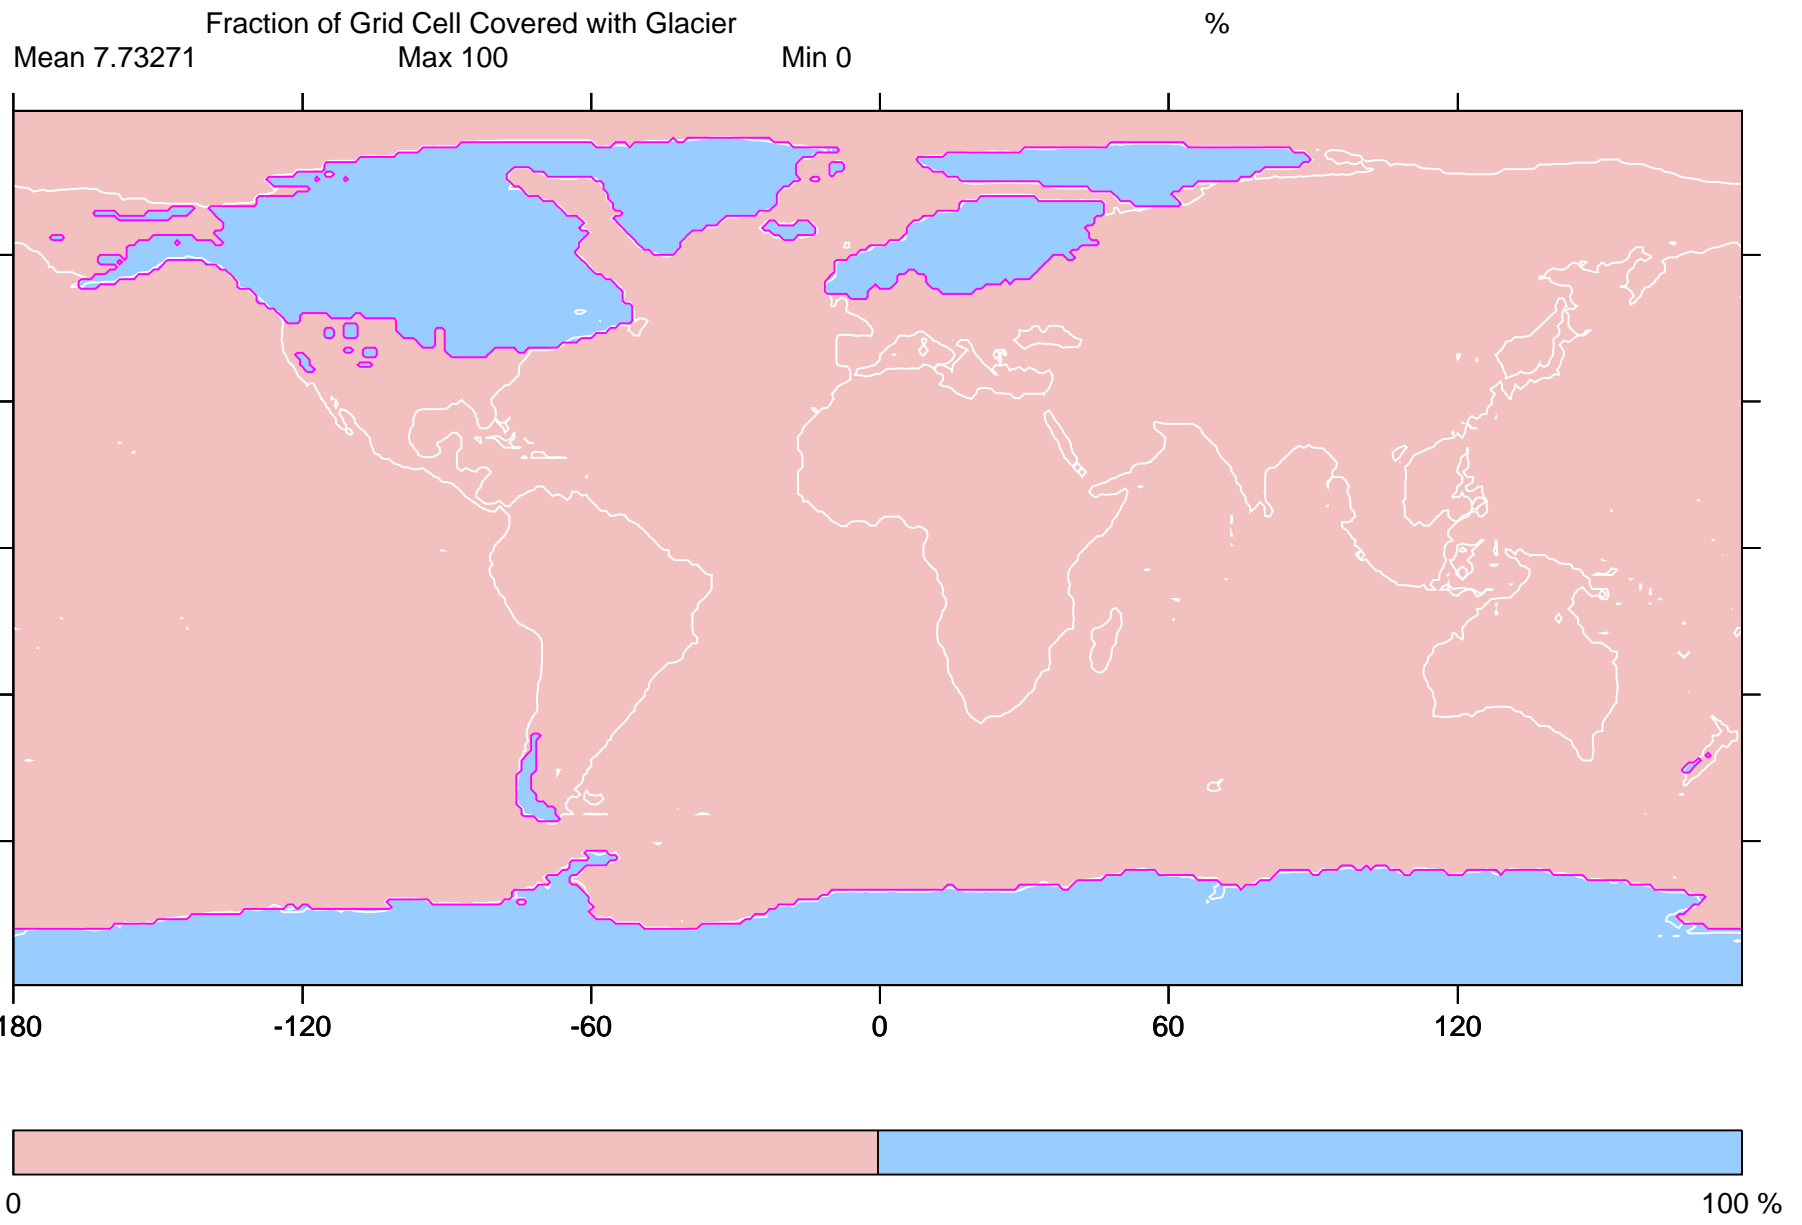 Fraction of Grid Cell Covered with Glacier %
Mean 7.73271 Max 100 Min 0
180 -120 -60 0 60 120
0 100 %